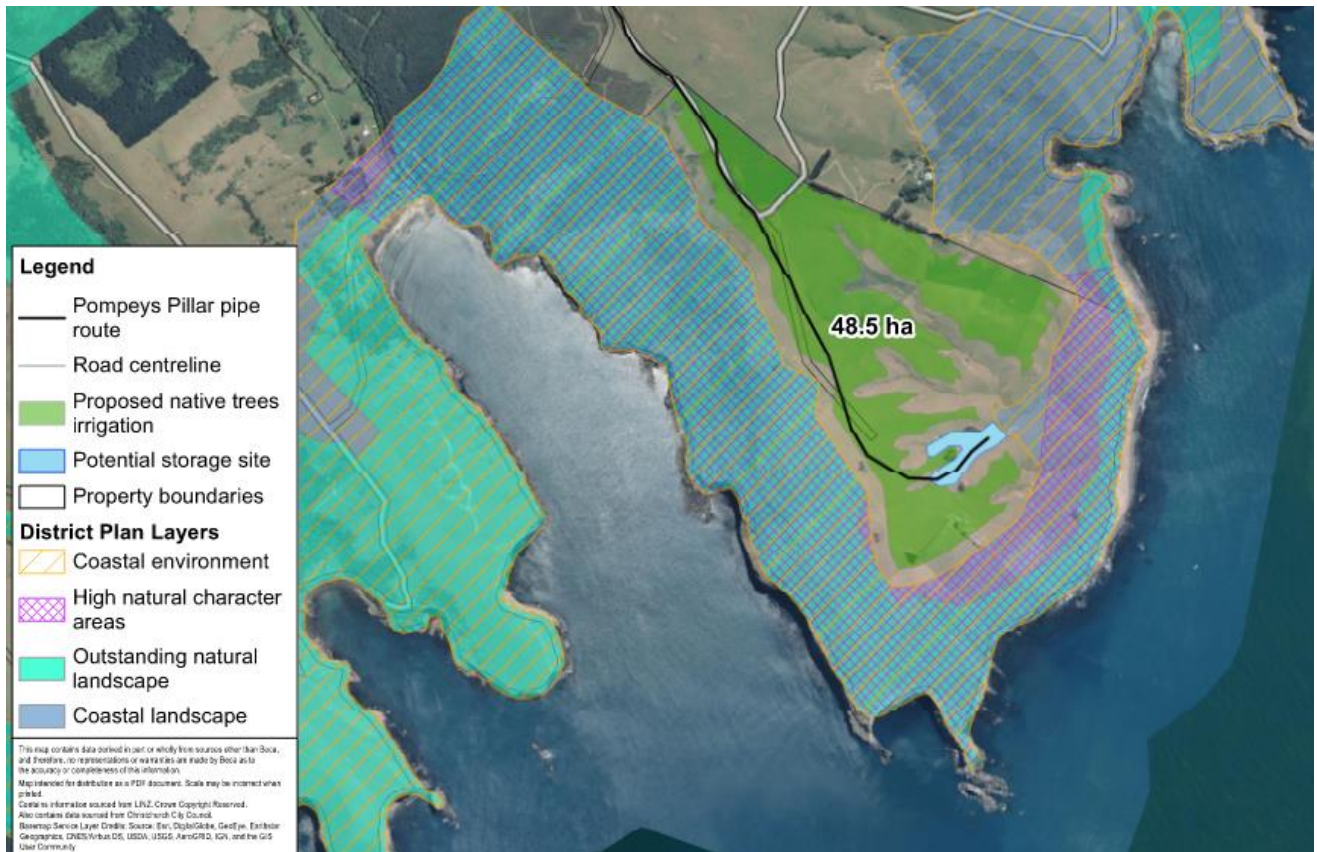 48.5 ha
Legend
Pompeys Pillar pipe
route
Road centreline
Proposed native trees
irrigation
Potential storage site
Property boundaries
District Plan Layers
Coastal environment
High natural character
areas
Outstanding natural
landscape
Coastal landscape
This map contains data derived in part or wholly from sources other than Beca,
and therefore, no representations or warranties are made by Beca as to
the accuracy or completeness of this information.
Map intended for distribution as a PDF document. Scale may be incorrect when
printed.
Contains information sourced from LINZ. Crown Copyright Reserved.
Also contains data sourced from Christchurch City Council.
Basemap Service Layer Credits: Source: Esri, DigitalGlobe, GeoEye, Earthstar
Geographics, CNES/Airbus DS, USDA, USGS, AeroGRID, IGN, and the GIS
User Community